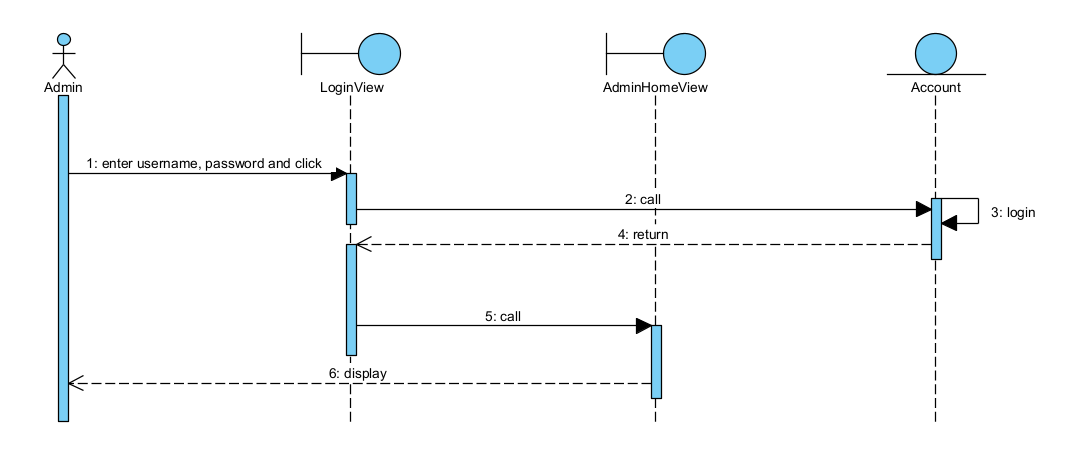 Admin
LoginView
AdminHomeView
Account
1: enter username, password and click
2: call
3: login
4: return
5: call
6: display